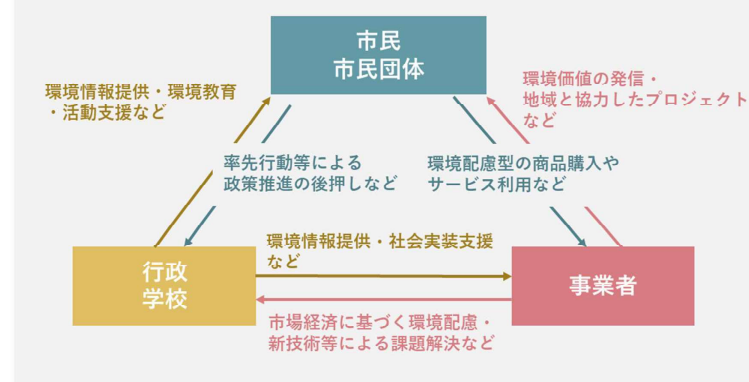 市民
市民団体
環境情報提供・環境教育
・活動支援など
環境価値の発信・
地域と協力したプロジェクト
など
率先行動等による
政策推進の後押しなど
環境配慮型の商品購入や
サービス利用など
環境情報提供・社会実装支援
など
行政
学校
事業者
市場経済に基づく環境配慮・
新技術等による課題解決など